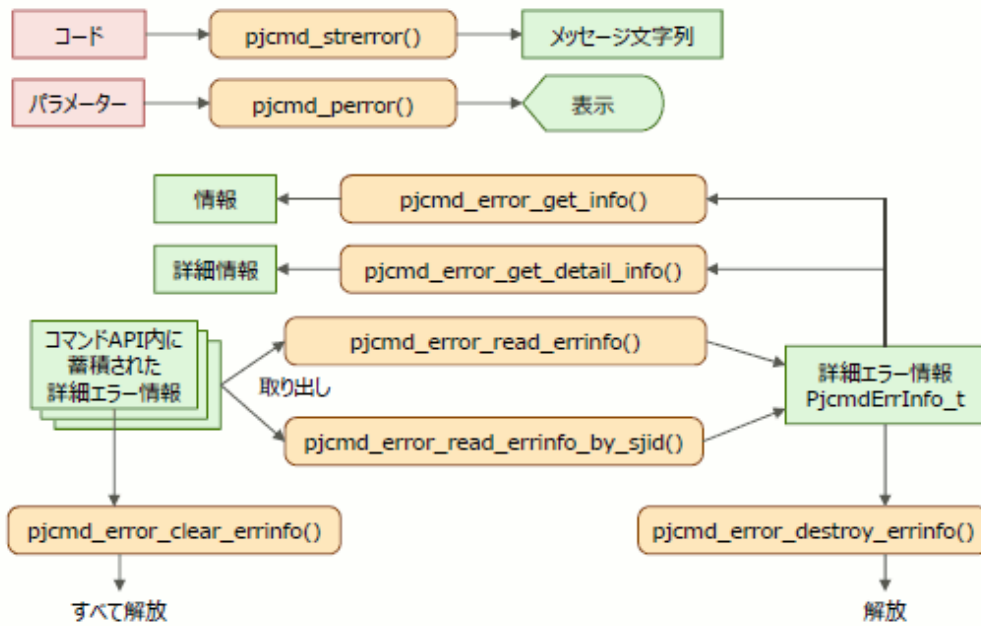 コード
pjcmd_strerror()
メッセージ文字列
パラメーター
pjcmd_perror()
表示
情報
pjcmd_error_get_info()
詳細情報
pjcmd_error_get_detail_info()
コマンドAPI内に
蓄積された
詳細エラー情報
取り出し
pjcmd_error_read_errinfo()
pjcmd_error_read_errinfo_by_sjid()
詳細エラー情報
PjcmdErrInfo_t
pjcmd_error_clear_errinfo()
pjcmd_error_destroy_errinfo()
すべて解放
解放